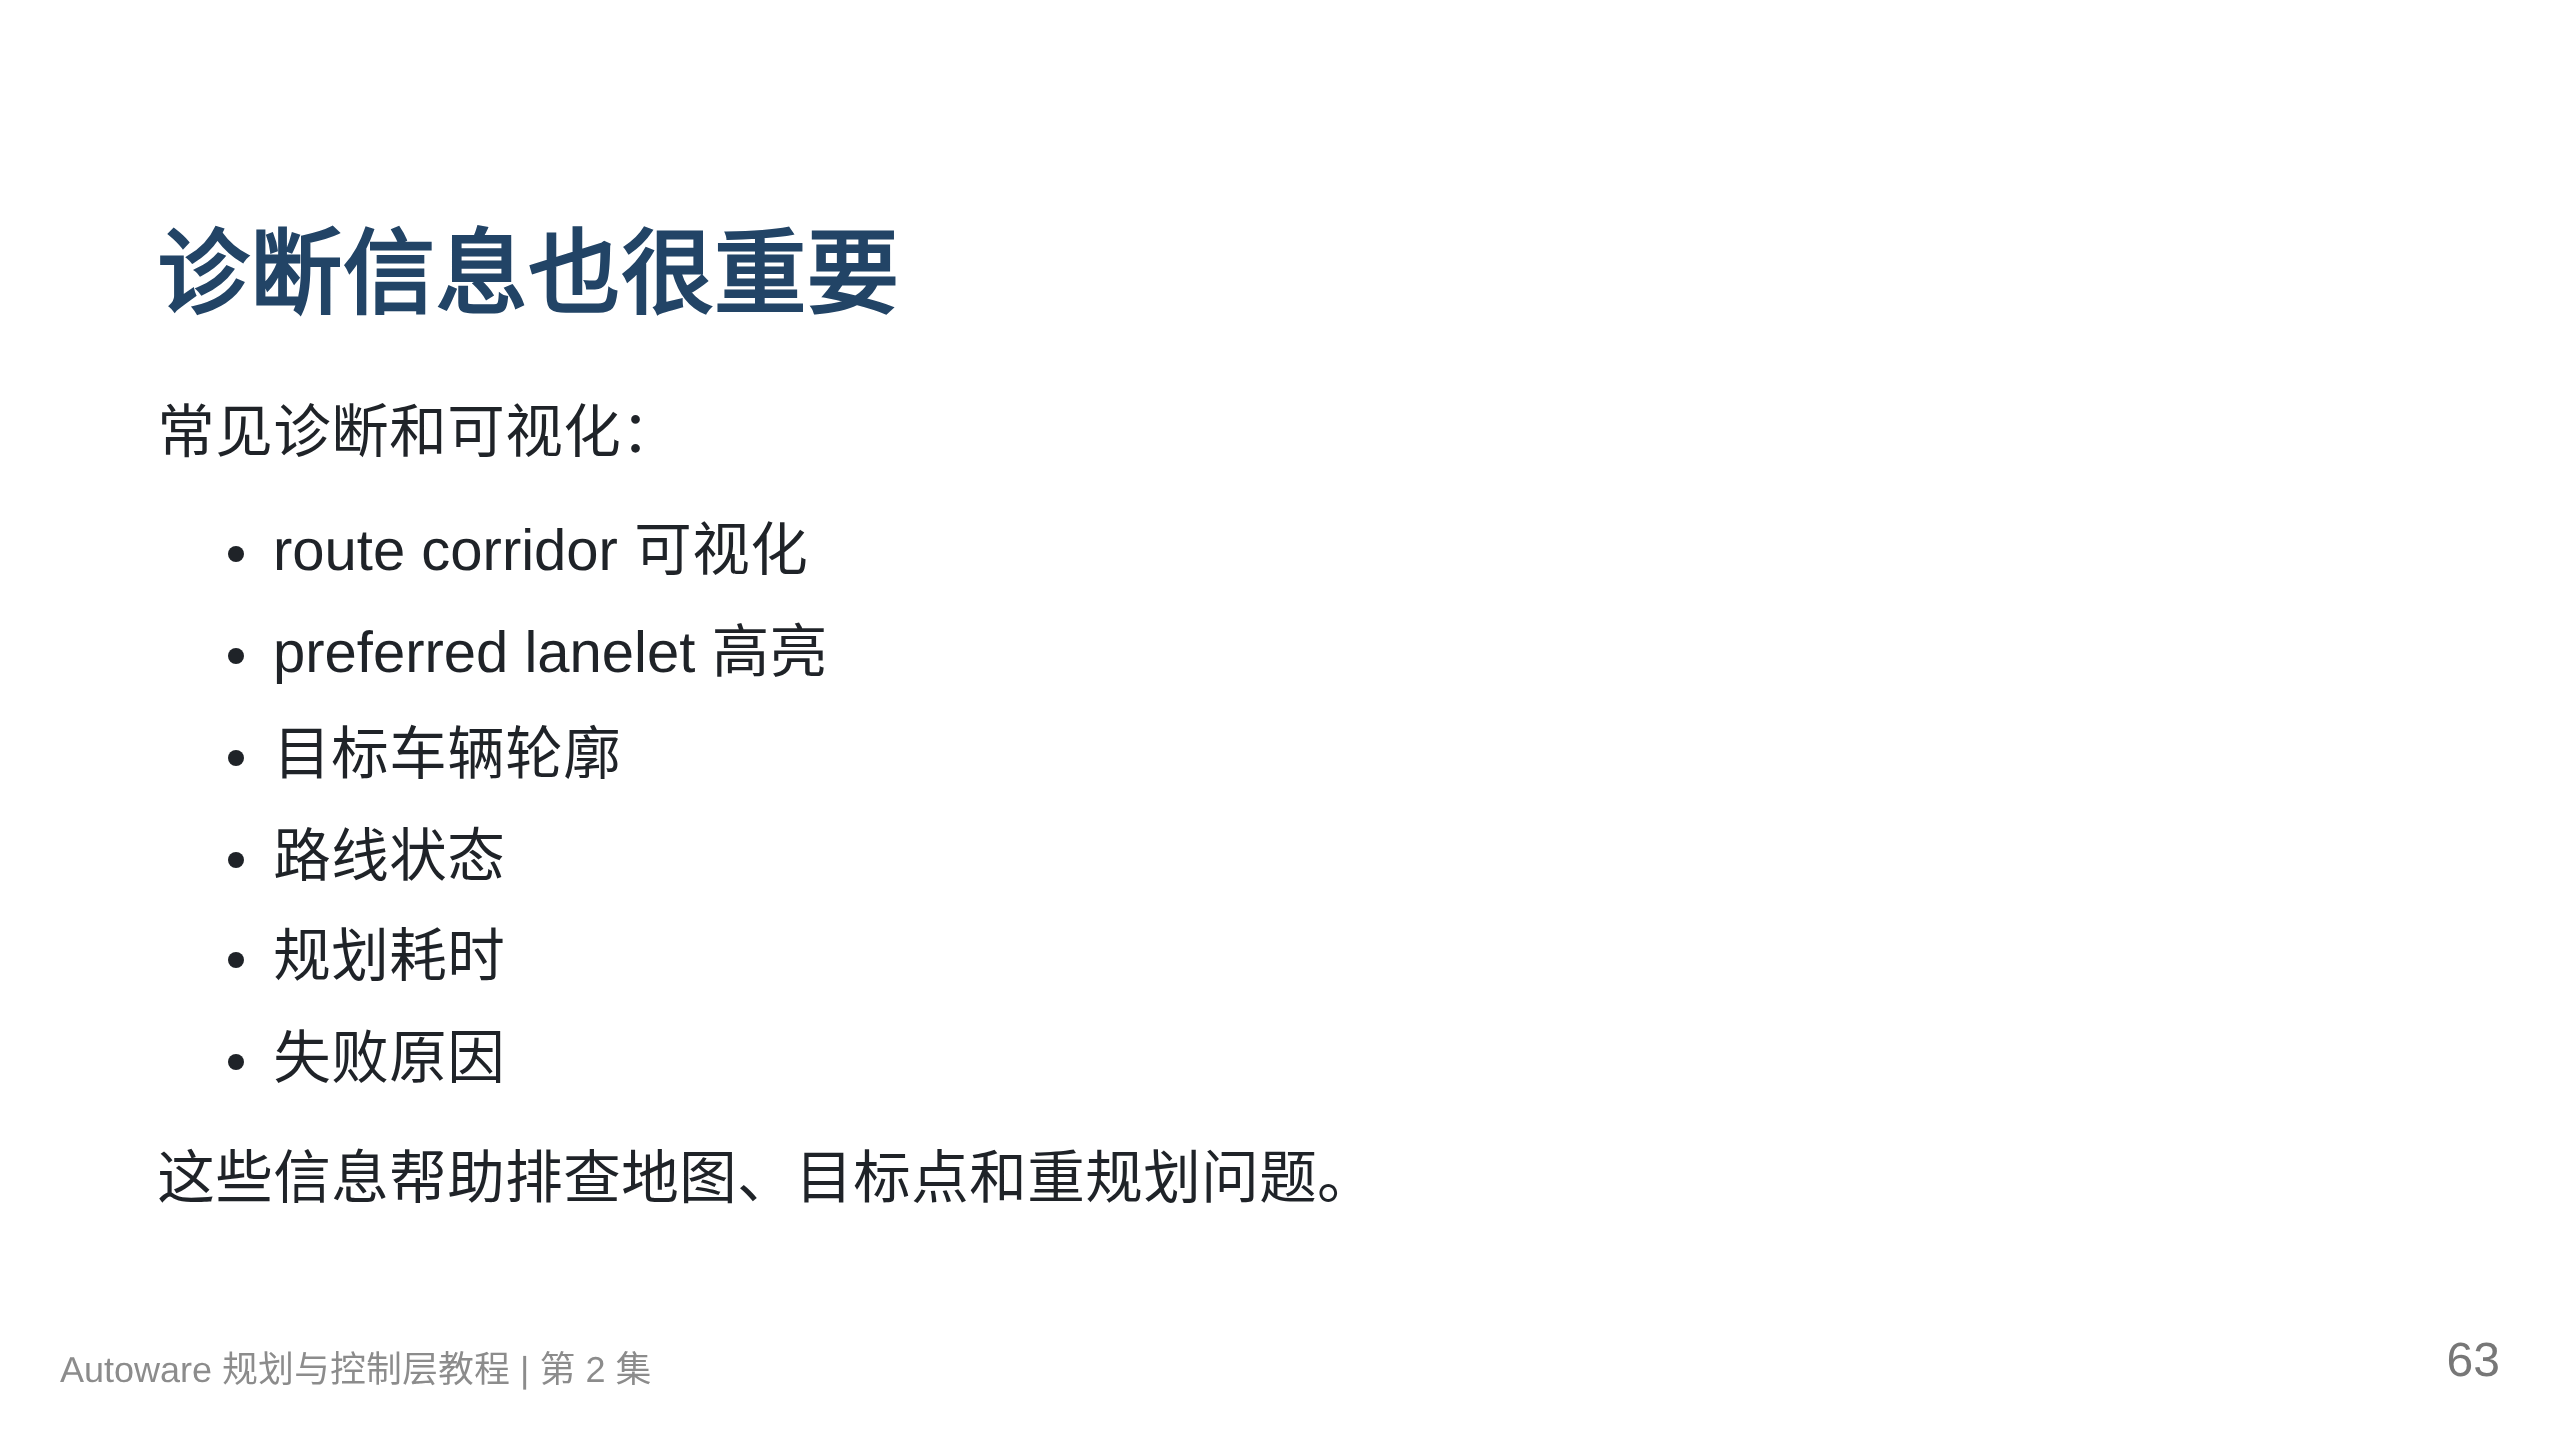 诊断信息也很重要
常见诊断和可视化：
• route corridor 可视化
• preferred lanelet 高亮
• 目标车辆轮廓
• 路线状态
• 规划耗时
• 失败原因
这些信息帮助排查地图、目标点和重规划问题。
Autoware 规划与控制层教程 | 第 2 集
63